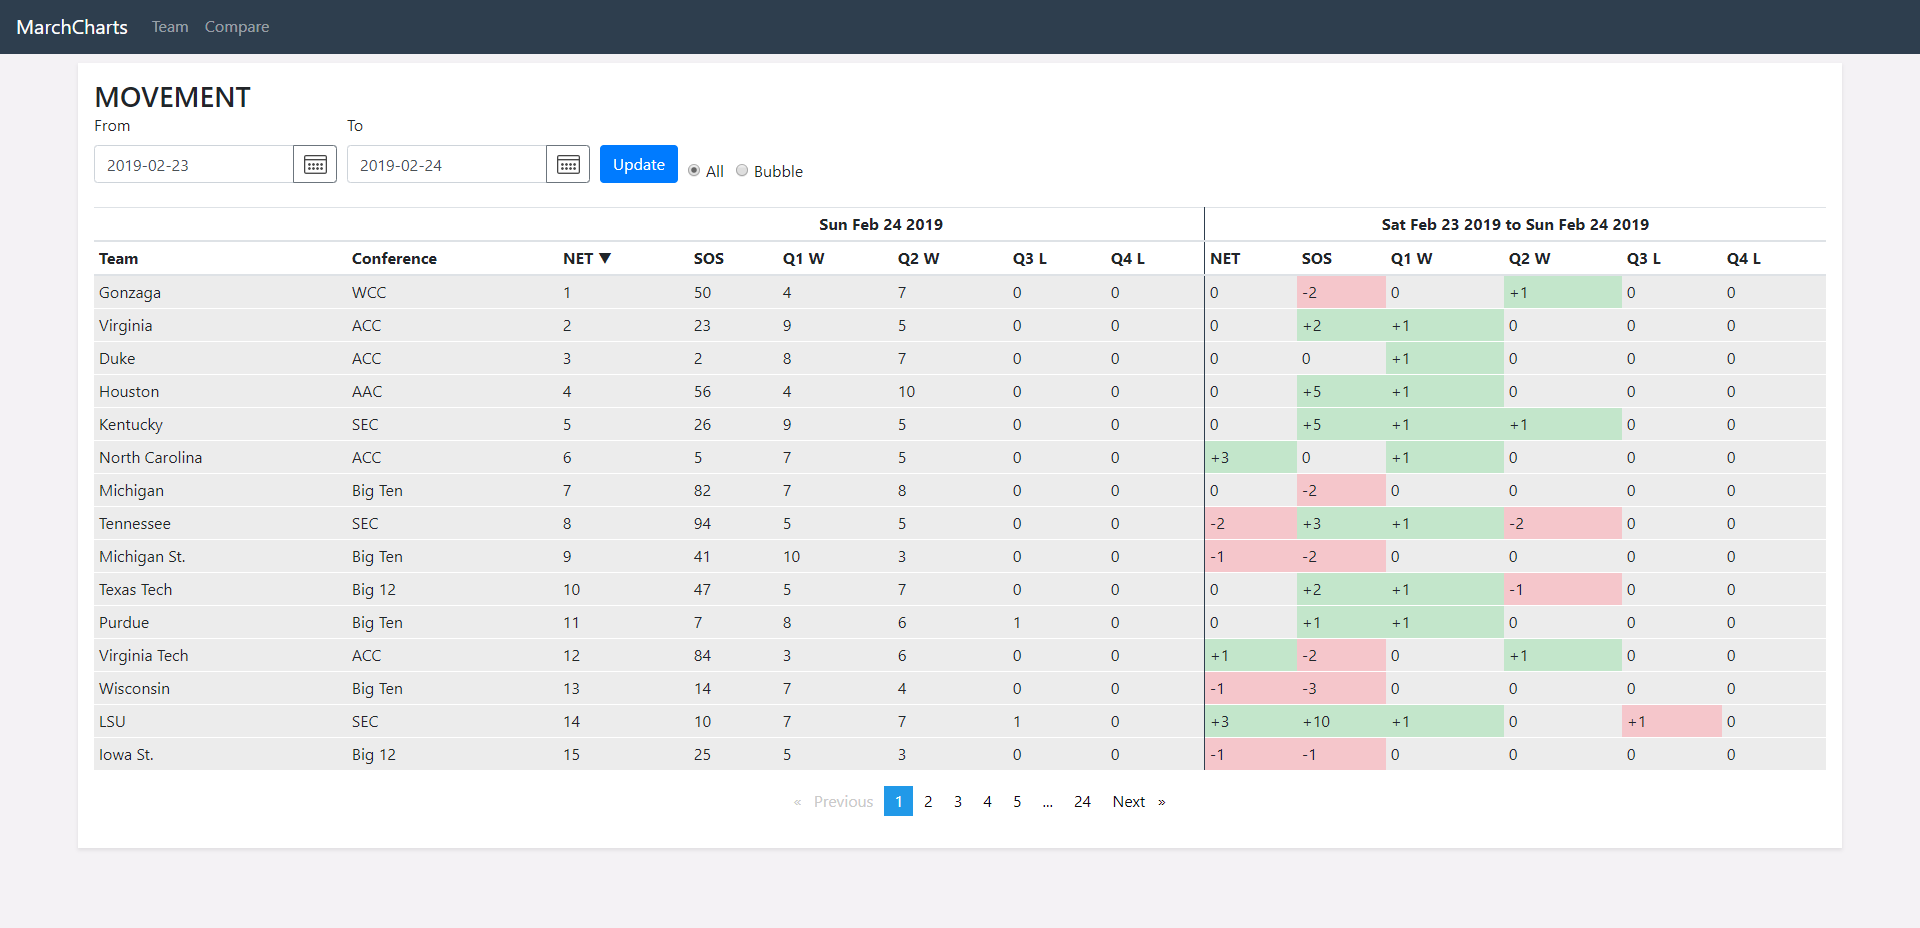 MarchCharts Team Compare
MOVEMENT
From To
2019-02-23 2019-02-24 Update All Bubble
Sun Feb 24 2019 Sat Feb 23 2019 to Sun Feb 24 2019
Team Conference NET ▼ SOS Q1 W Q2 W Q3 L Q4 L NET SOS Q1 W Q2 W Q3 L Q4 L
Gonzaga WCC 1 50 4 7 0 0 0 -2 0 +1 0 0
Virginia ACC 2 23 9 5 0 0 0 +2 +1 0 0 0
Duke ACC 3 2 8 7 0 0 0 0 +1 0 0 0
Houston AAC 4 56 4 10 0 0 0 +5 +1 0 0 0
Kentucky SEC 5 26 9 5 0 0 0 +5 +1 +1 0 0
North Carolina ACC 6 5 7 5 0 0 +3 0 +1 0 0 0
Michigan Big Ten 7 82 7 8 0 0 0 -2 0 0 0 0
Tennessee SEC 8 94 5 5 0 0 -2 +3 +1 -2 0 0
Michigan St. Big Ten 9 41 10 3 0 0 -1 -2 0 0 0 0
Texas Tech Big 12 10 47 5 7 0 0 0 +2 +1 -1 0 0
Purdue Big Ten 11 7 8 6 1 0 0 +1 +1 0 0 0
Virginia Tech ACC 12 84 3 6 0 0 +1 -2 0 +1 0 0
Wisconsin Big Ten 13 14 7 4 0 0 -1 -3 0 0 0 0
LSU SEC 14 10 7 7 1 0 +3 +10 +1 0 +1 0
Iowa St. Big 12 15 25 5 3 0 0 -1 -1 0 0 0 0
« Previous 1 2 3 4 5 ... 24 Next »